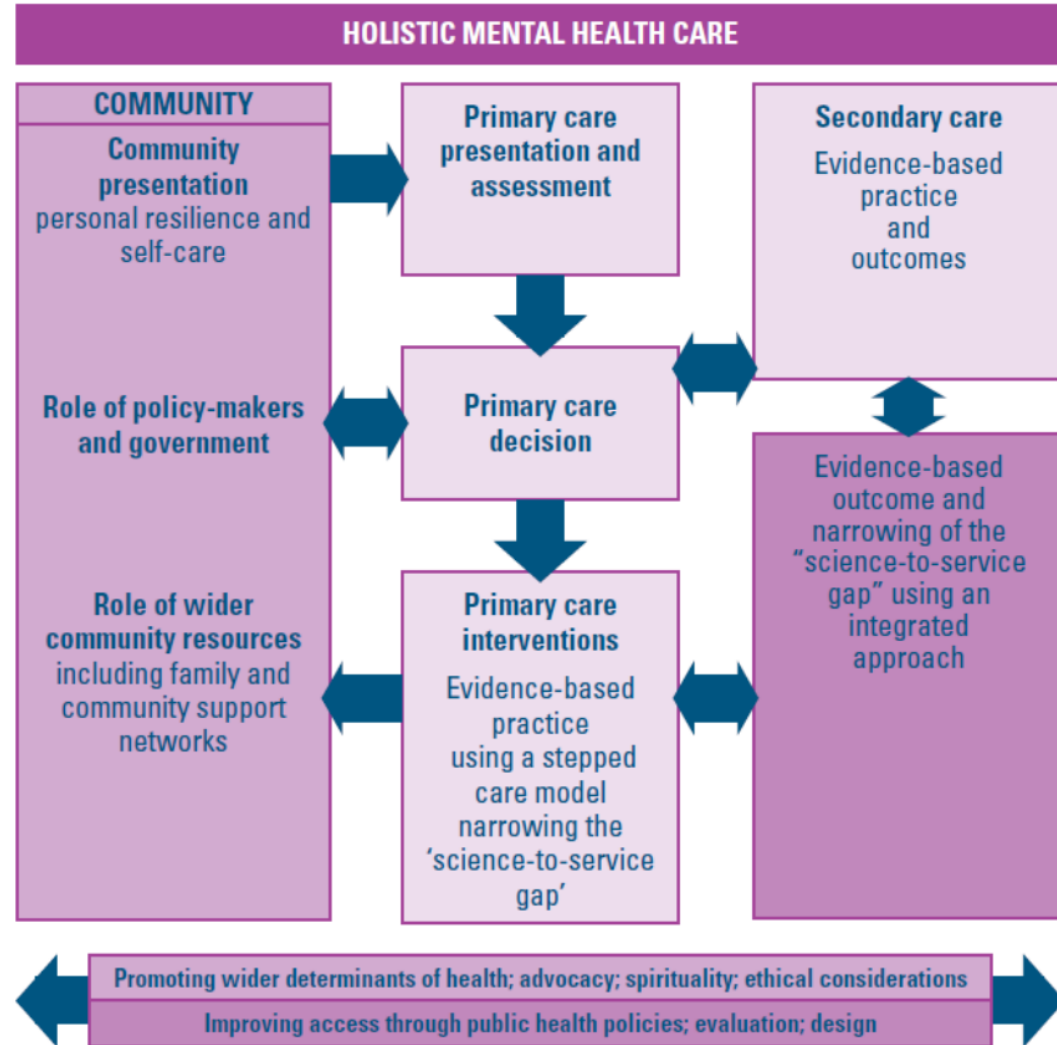 HOLISTIC MENTAL HEALTH CARE
COMMUNITY
Community
presentation
personal resilience and
self-care
Role of policy-makers
and government
Role of wider
community resources
including family and
community support
networks
Primary care
presentation and
assessment
Primary care
decision
Primary care
interventions
Evidence-based
practice
using a stepped
care model
narrowing the
‘science-to-service
gap’
Secondary care
Evidence-based
practice
and
outcomes
Evidence-based
outcome and
narrowing of the
“science-to-service
gap” using an
integrated
approach
Promoting wider determinants of health; advocacy; spirituality; ethical considerations
Improving access through public health policies; evaluation; design